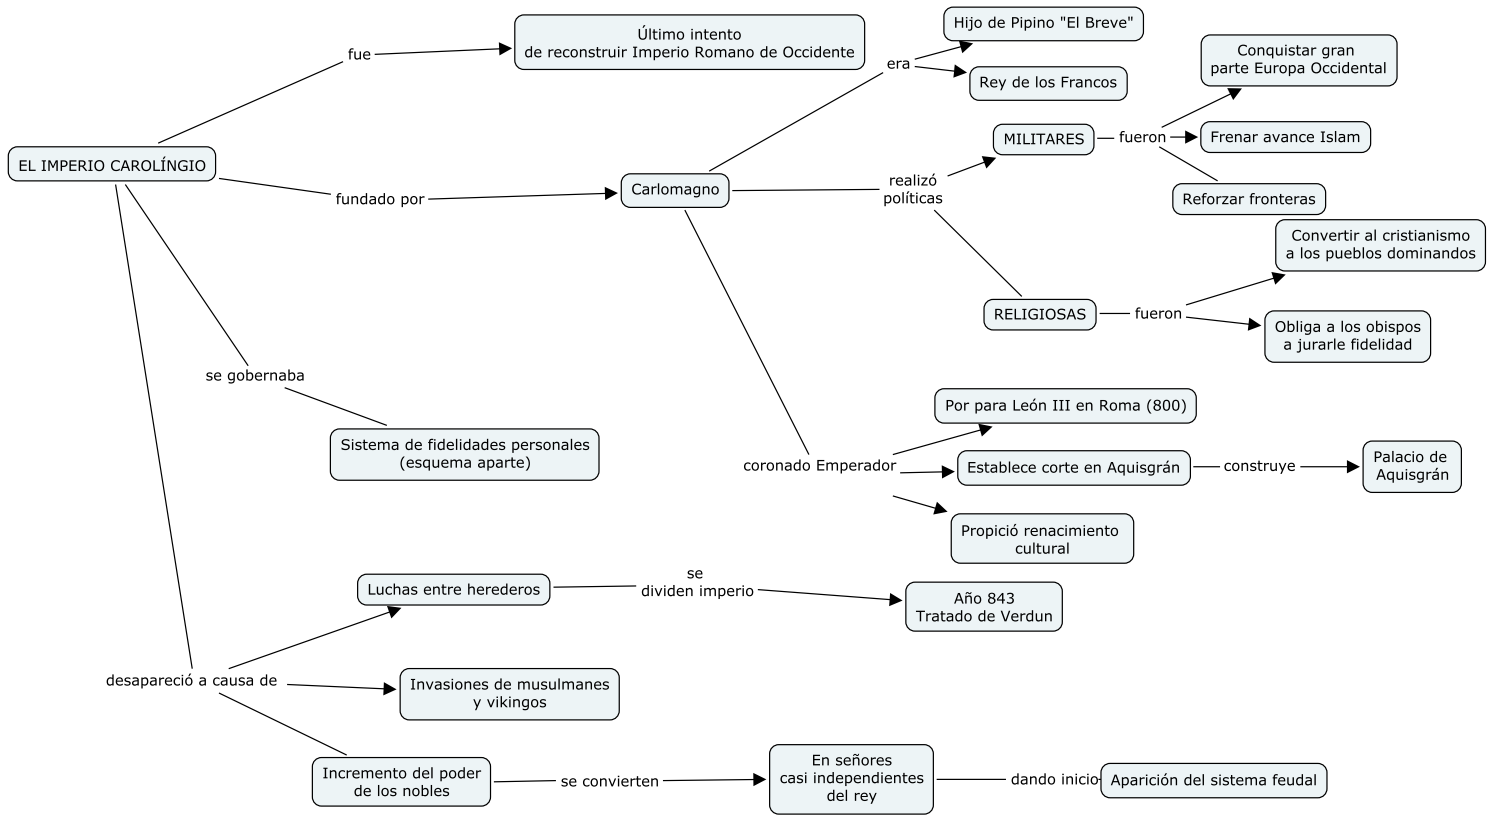 EL IMPERIO CAROLÍNGIO
fue
Último intento
de reconstruir Imperio Romano de Occidente
fundado por
Carlomagno
era
Hijo de Pipino "El Breve"
Rey de los Francos
realizó
políticas
MILITARES
fueron
Conquistar gran
parte Europa Occidental
Frenar avance Islam
Reforzar fronteras
RELIGIOSAS
fueron
Convertir al cristianismo
a los pueblos dominandos
Obliga a los obispos
a jurarle fidelidad
coronado Emperador
Por para León III en Roma (800)
Establece corte en Aquisgrán
construye
Palacio de
Aquisgrán
Propició renacimiento
cultural
se gobernaba
Sistema de fidelidades personales
(esquema aparte)
desapareció a causa de
Luchas entre herederos
se
dividen imperio
Año 843
Tratado de Verdun
Invasiones de musulmanes
y vikingos
Incremento del poder
de los nobles
se convierten
En señores
casi independientes
del rey
dando inicio
Aparición del sistema feudal